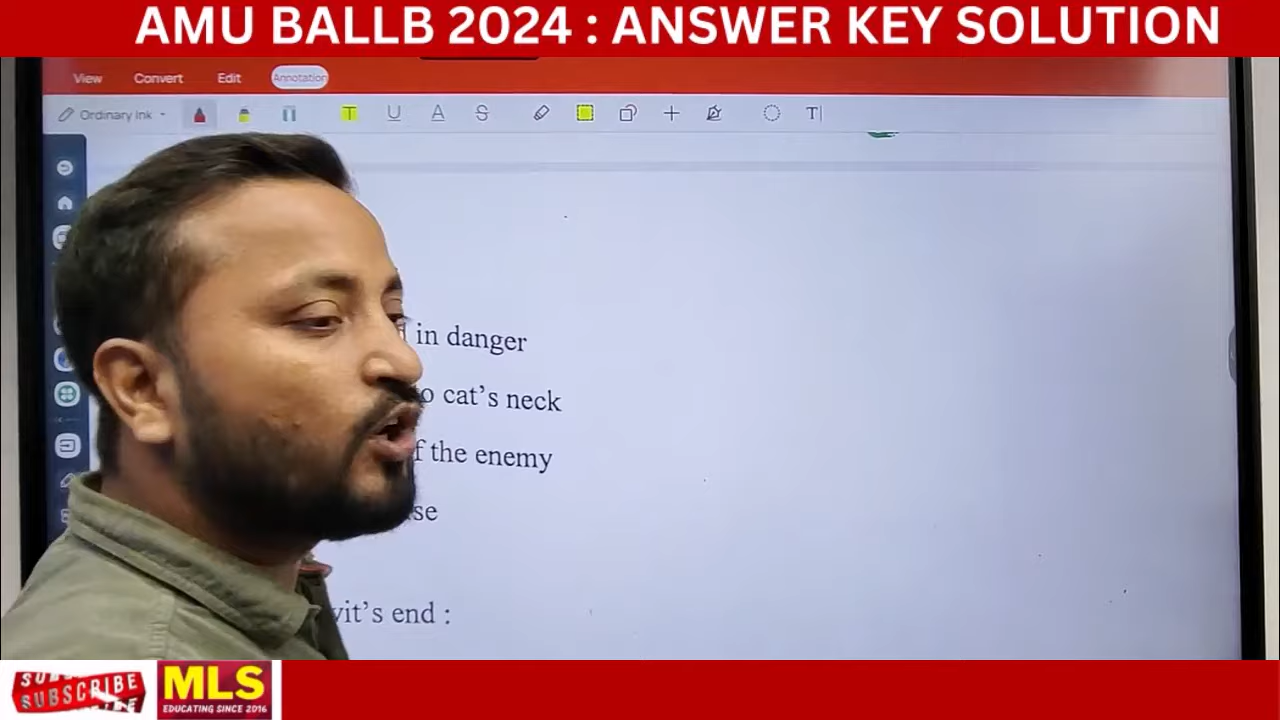 AMU BALLB 2024 : ANSWER KEY SOLUTION
View Convert Edit Annotation
Ordinary Ink T U A S T
in danger
cat's neck
the enemy
wit's end :
SUBSCRIBE
MLS
EDUCATING SINCE 2016